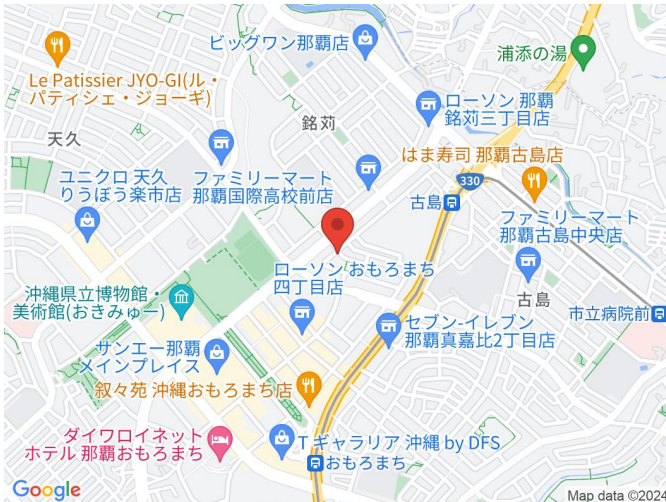 ビッグワン那覇店
浦添の湯
Le Patissier JYO-GI(ル・
パティシェ・ジョーギ)
ローソン 那覇
銘苅三丁目店
銘苅
天久
はま寿司 那覇古島店
ユニクロ 天久
りうぼう楽市店
ファミリーマート
那覇国際高校前店
330
古島
ファミリーマート
那覇古島中央店
ローソン おもろまち
四丁目店
沖縄県立博物館・
美術館(おきみゅー)
古島
市立病院前
セブン-イレブン
那覇真嘉比2丁目店
サンエー那覇
メインプレイス
叙々苑 沖縄おもろまち店
ダイワロイネット
ホテル 那覇おもろまち
T ギャラリア 沖縄 by DFS
おもろまち
Google
Map data ©2024